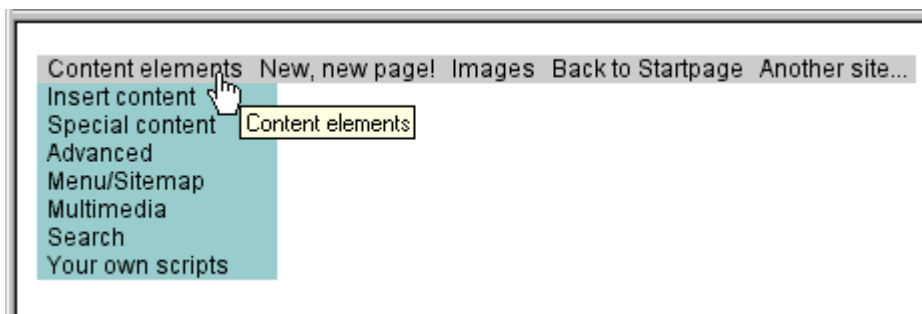 Content elements New, new page! Images Back to Startpage Another site...
Insert content
Special content
Content elements
Advanced
Menu/Sitemap
Multimedia
Search
Your own scripts